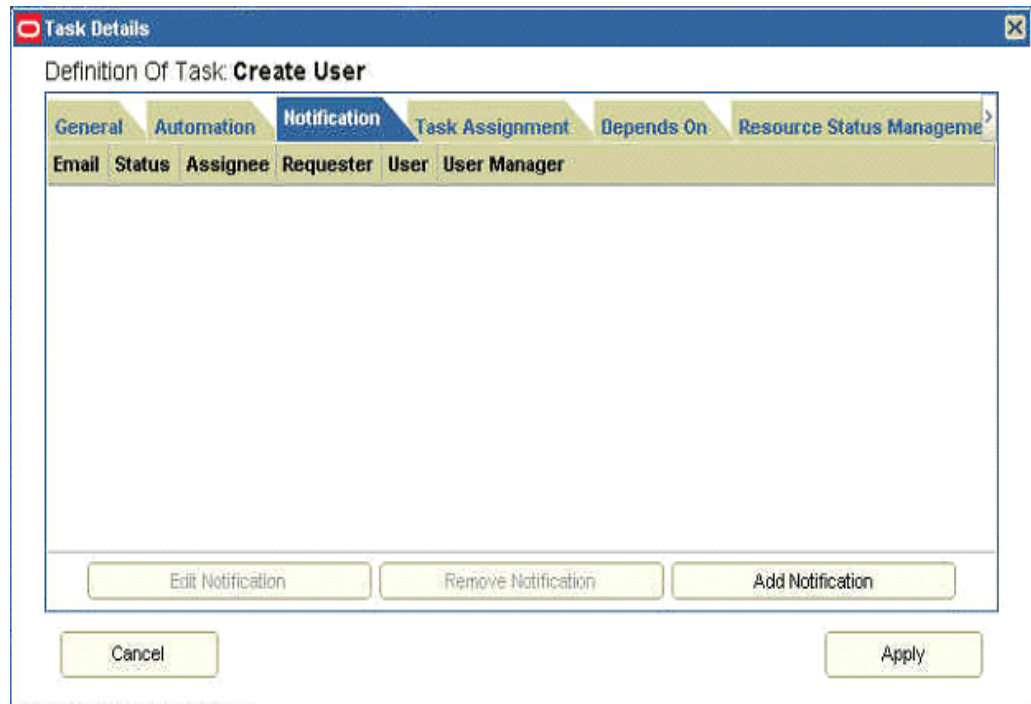 Task Details
Definition Of Task: Create User
General Automation Notification Task Assignment Depends On Resource Status Manageme
Email Status Assignee Requester User User Manager
Edit Notification Remove Notification Add Notification
Cancel Apply